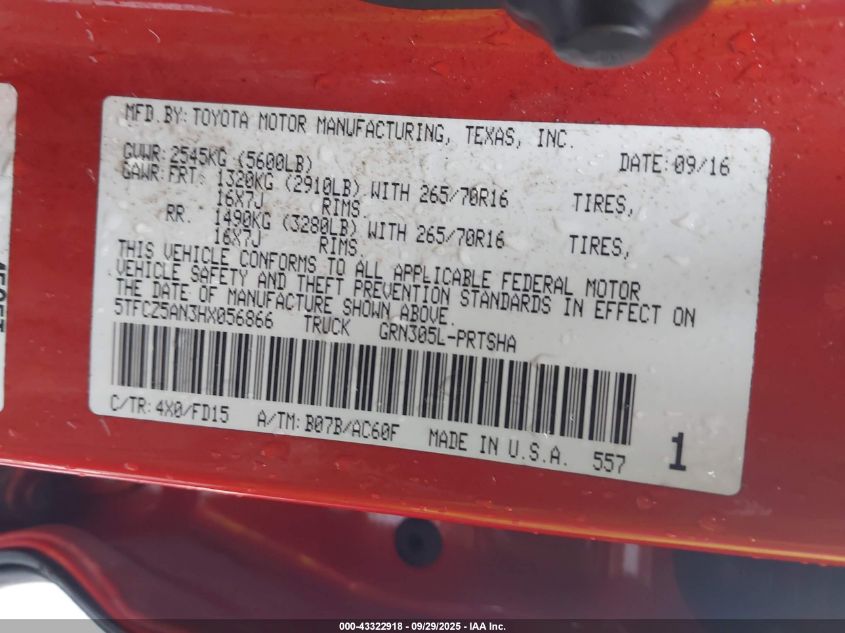 MFD.BY: TOYOTA MOTOR MANUFACTURING, TEXAS, INC.
GVWR: 2545KG (5600LB) DATE: 09/16
GAWR: FRT: 1320KG (2910LB) WITH 265/70R16 TIRES,
16X7J RIMS.
RR. 1490KG (3280LB) WITH 265/70R16 TIRES,
16X7J RIMS.
THIS VEHICLE CONFORMS TO ALL APPLICABLE FEDERAL MOTOR
VEHICLE SAFETY AND THEFT PREVENTION STANDARDS IN EFFECT ON
THE DATE OF MANUFACTURE SHOWN ABOVE.
5TFCZ5AN3HX056866 TRUCK GRN305L-PRTSHA
C/TR: 4X0/FD15 A/TM: B07B/AC60F MADE IN U.S.A. 557 1
000-43322918 - 09/29/2025 - IAA Inc.